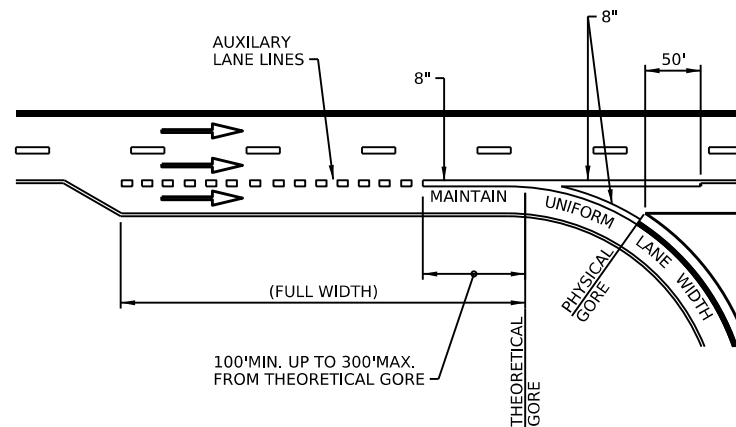 8"
50'
AUXILARY
LANE LINES
8"
MAINTAIN
UNIFORM
LANE WIDTH
PHYSICAL
GORE
(FULL WIDTH)
THEORETICAL
GORE
100'MIN. UP TO 300'MAX.
FROM THEORETICAL GORE